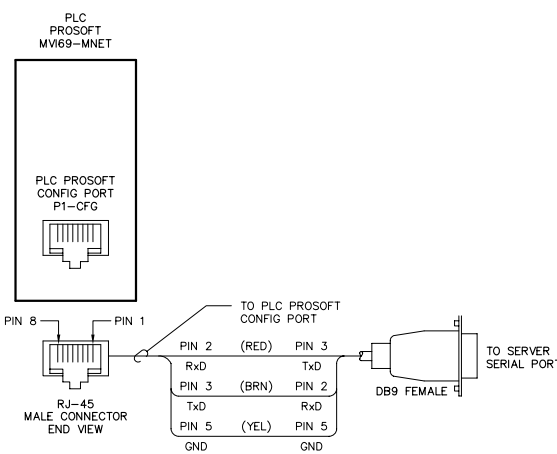 PLC
PROSOFT
MVI69-MNET
PLC PROSOFT
CONFIG PORT
P1-CFG
TO PLC PROSOFT
CONFIG PORT
PIN 8
PIN 1
PIN 2 (RED) PIN 3
RxD TxD
PIN 3 (BRN) PIN 2
TxD RxD
PIN 5 (YEL) PIN 5
GND GND
RJ-45
MALE CONNECTOR
END VIEW
DB9 FEMALE
TO SERVER
SERIAL PORT